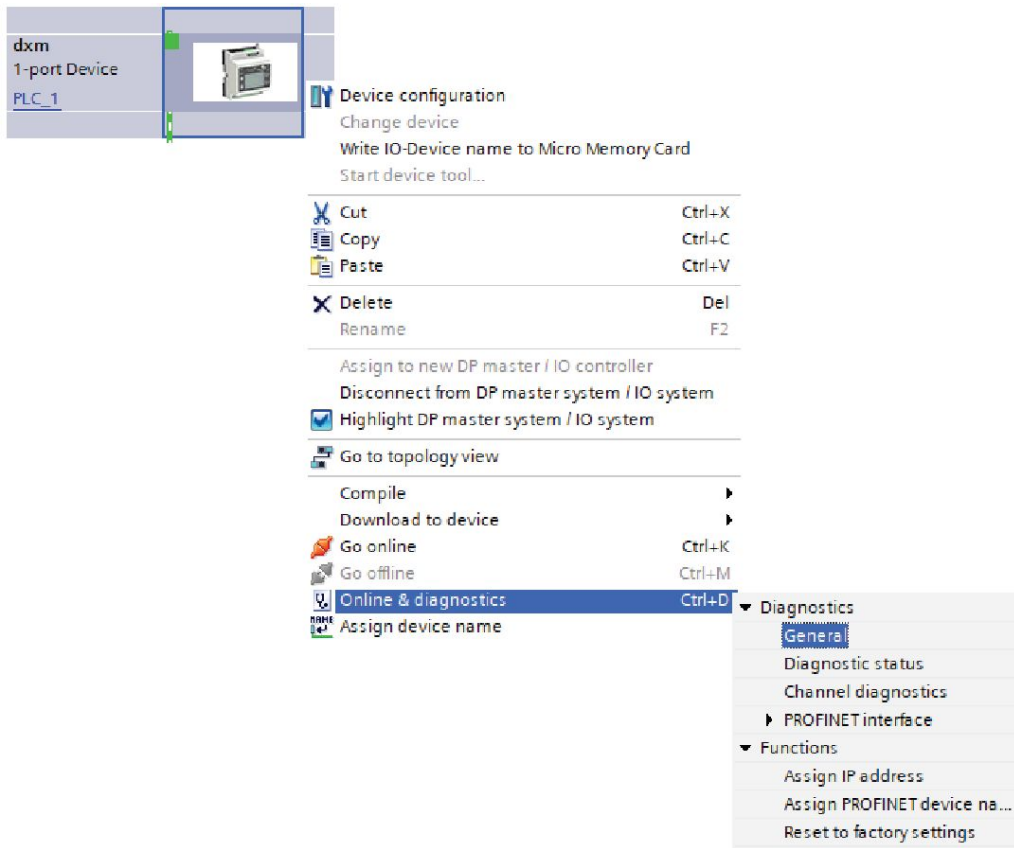 dxm
1-port Device
PLC_1
Device configuration
Change device
Write IO-Device name to Micro Memory Card
Start device tool...
Cut Ctrl+X
Copy Ctrl+C
Paste Ctrl+V
Delete Del
Rename F2
Assign to new DP master / IO controller
Disconnect from DP master system / IO system
Highlight DP master system / IO system
Go to topology view
Compile
Download to device
Go online Ctrl+K
Go offline Ctrl+M
Online & diagnostics Ctrl+D
NAME Assign device name
Diagnostics
General
Diagnostic status
Channel diagnostics
PROFINET interface
Functions
Assign IP address
Assign PROFINET device na...
Reset to factory settings